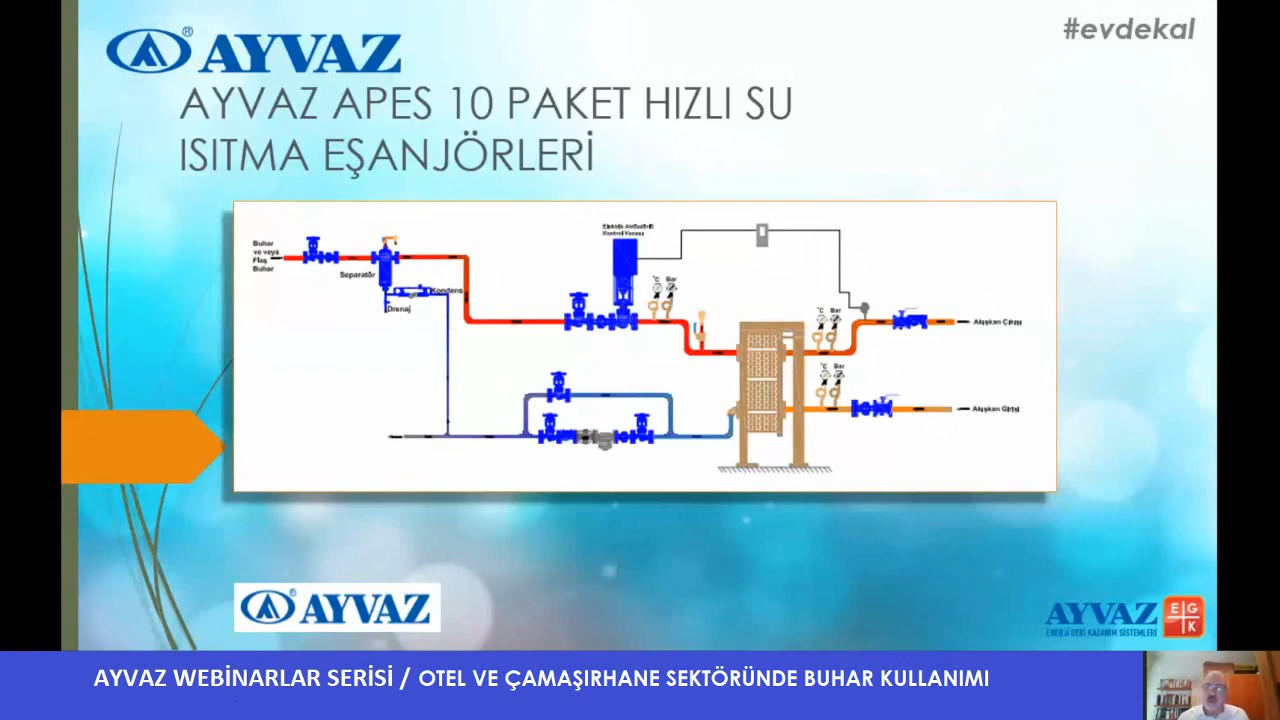 #evdekal
AYVAZ
AYVAZ APES 10 PAKET HIZLI SU
ISITMA EŞANJÖRLERİ
Buhar
ve veya
Flaş
Buhar
Separatör
Kondens
Drenaj
Elektrik Aktüatörlü
Kontrol Vanası
°C Bar
°C Bar
Akışkan Çıkışı
°C Bar
Akışkan Girişi
AYVAZ
AYVAZ
ENERJİ GERİ KAZANIM SİSTEMLERİ
E G
K
AYVAZ WEBİNARLAR SERİSİ / OTEL VE ÇAMAŞIRHANE SEKTÖRÜNDE BUHAR KULLANIMI